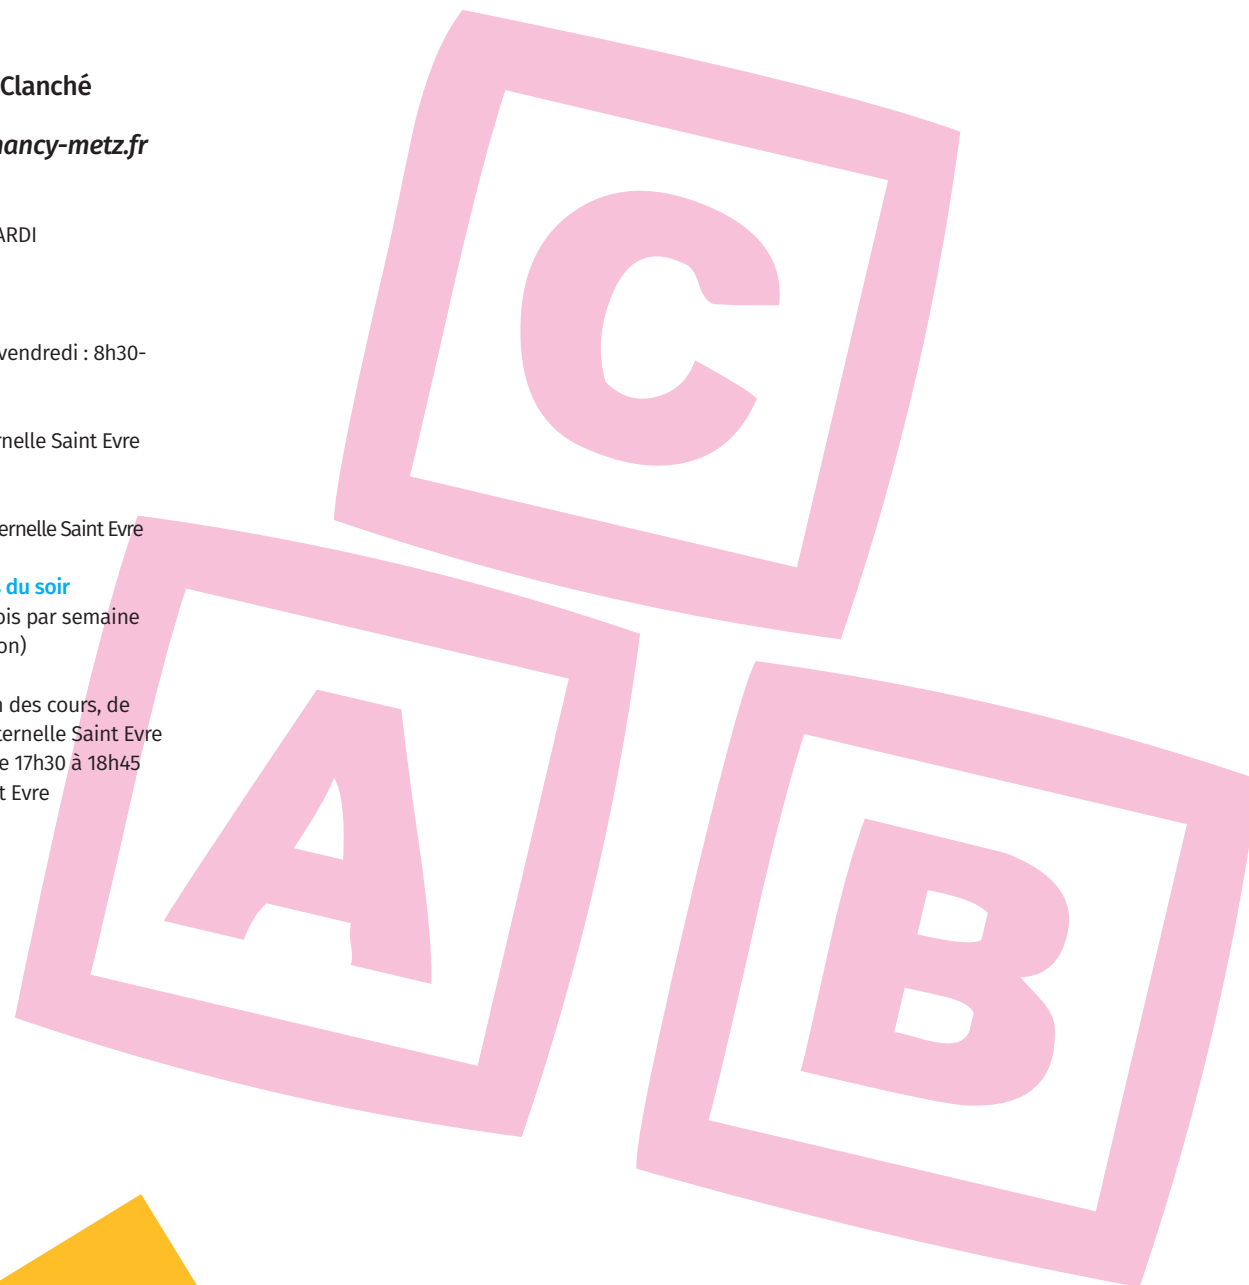 Clanché
nancy-metz.fr
ARDI
vendredi : 8h30-
rnelle Saint Evre
ernelle Saint Evre
s du soir
ois par semaine
on)
n des cours, de
ternelle Saint Evre
e 17h30 à 18h45
t Evre
C
A
B